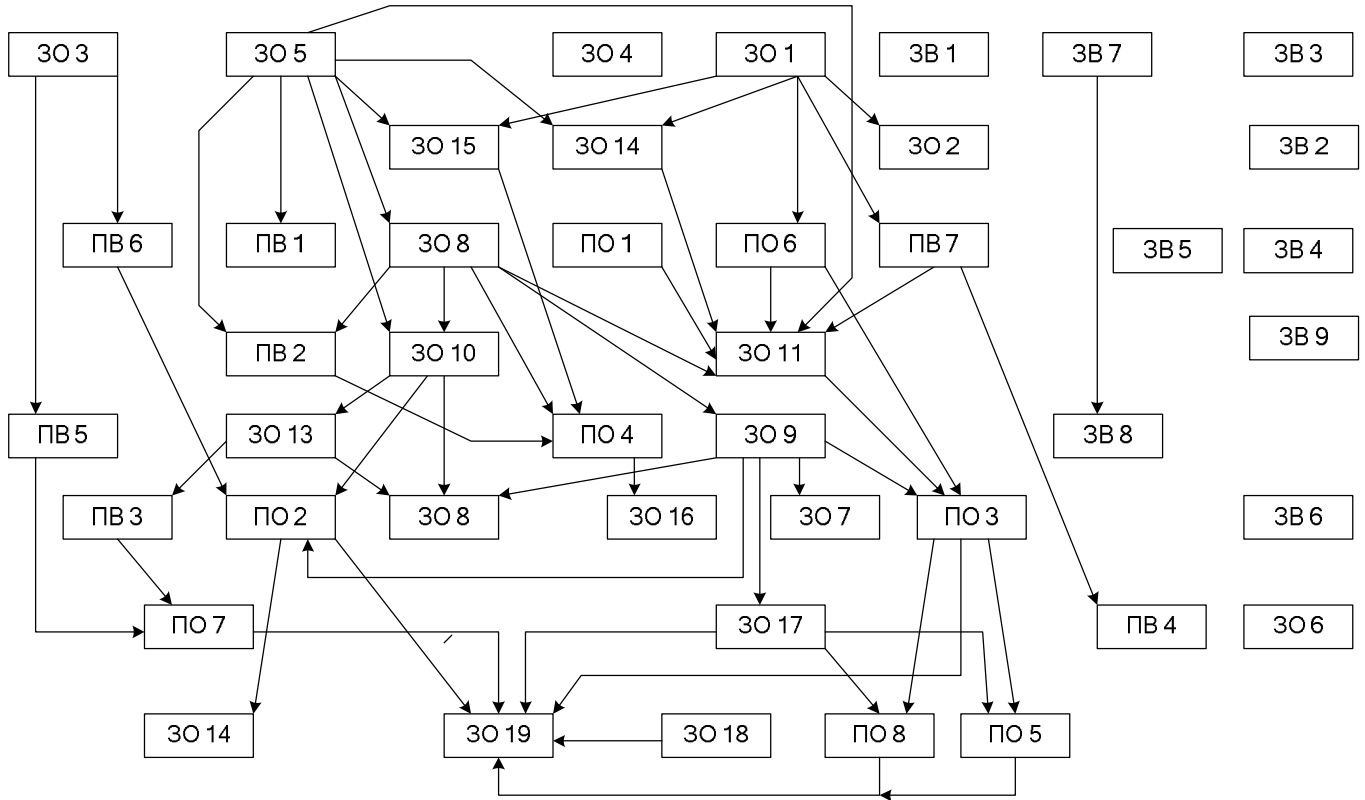 ЗО 3
ЗО 5
ЗО 4
ЗО 1
ЗВ 1
ЗВ 7
ЗВ 3
ЗО 15
ЗО 14
ЗО 2
ЗВ 2
ПВ 6
ПВ 1
ЗО 8
ПО 1
ПО 6
ПВ 7
ЗВ 5
ЗВ 4
ПВ 2
ЗО 10
ЗО 11
ЗВ 9
ПВ 5
ЗО 13
ПО 4
ЗО 9
ЗВ 8
ПВ 3
ПО 2
ЗО 8
ЗО 16
ЗО 7
ПО 3
ЗВ 6
ПО 7
ЗО 17
ПВ 4
ЗО 6
ЗО 14
ЗО 19
ЗО 18
ПО 8
ПО 5